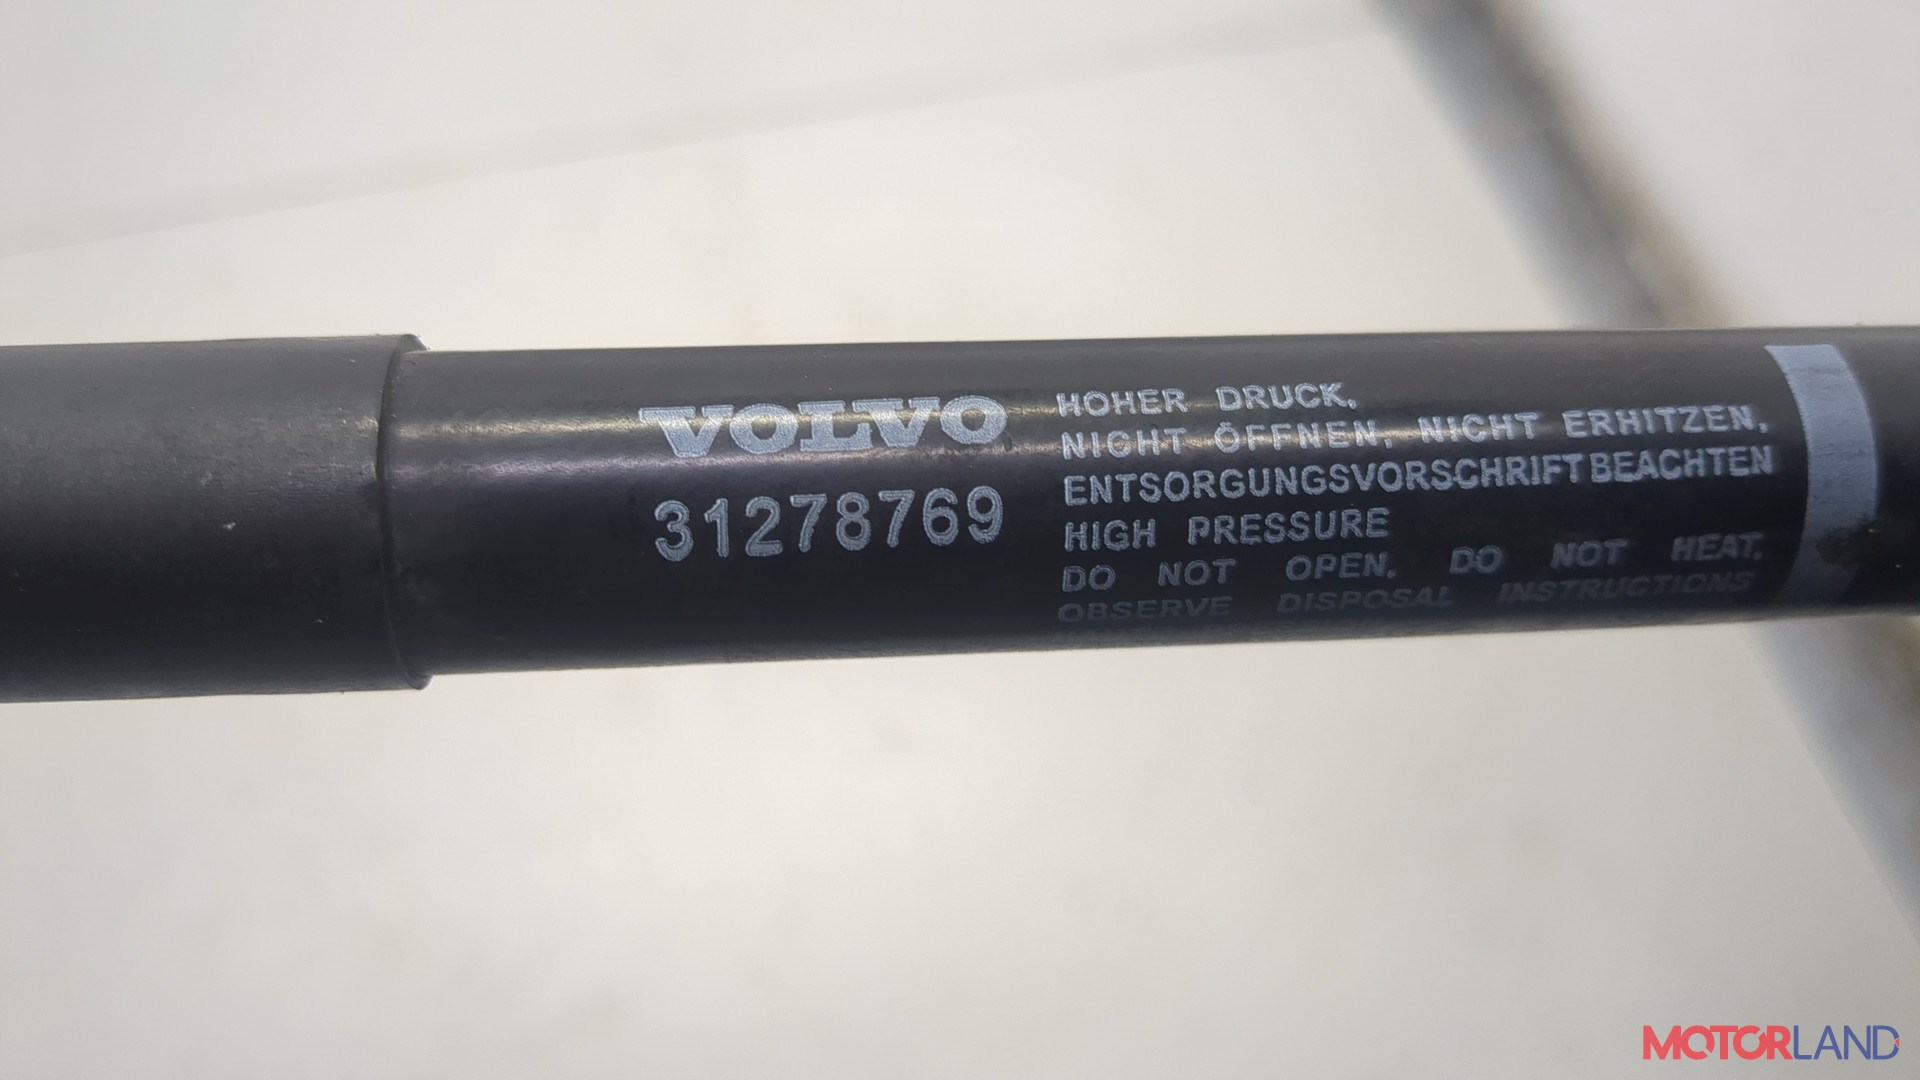 VOLVO
31278769
HOHER DRUCK.
NICHT ÖFFNEN, NICHT ERHITZEN,
ENTSORGUNGSVORSCHRIFT BEACHTEN
HIGH PRESSURE
DO NOT OPEN. DO NOT HEAT.
OBSERVE DISPOSAL INSTRUCTIONS
MOTORLAND